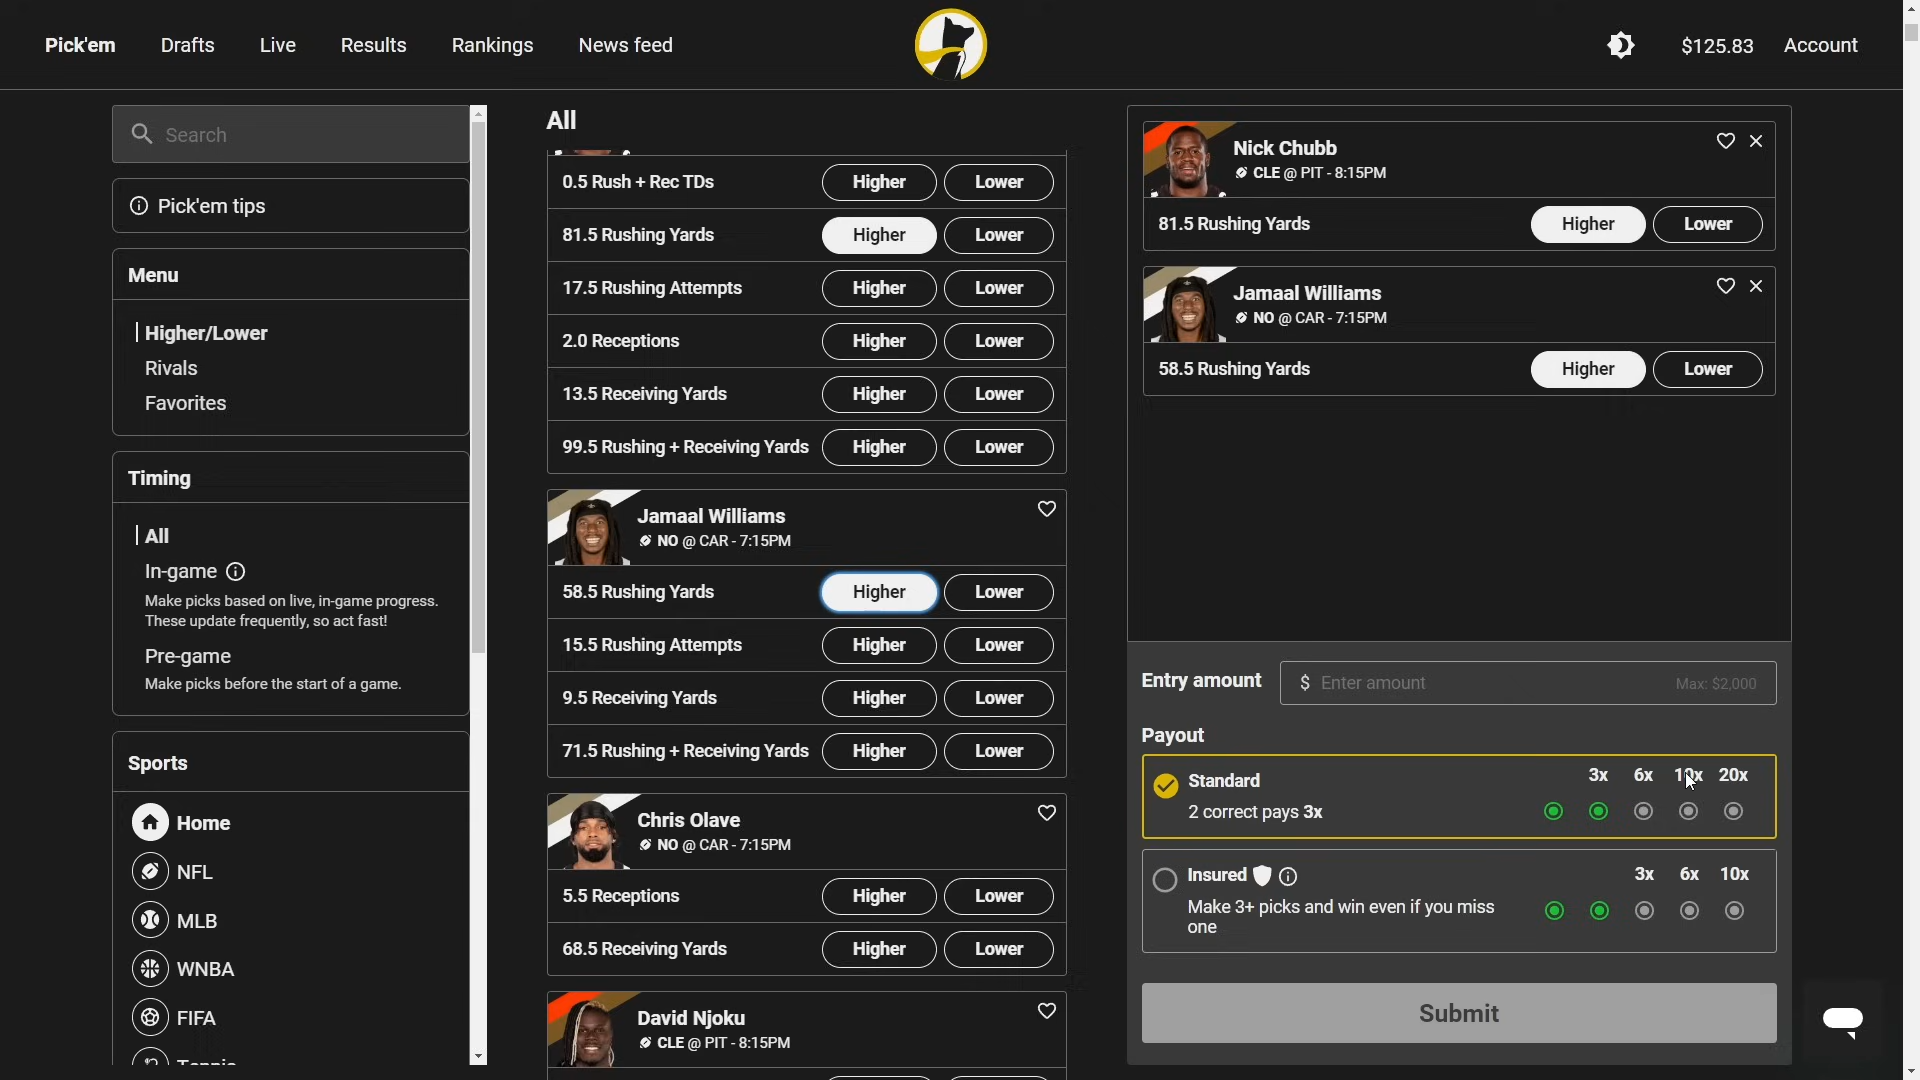 Pick'em
Drafts
Live
Results
Rankings
News feed
$125.83
Account
Search
Pick'em tips
Menu
Higher/Lower
Rivals
Favorites
Timing
All
In-game
Make picks based on live, in-game progress.
These update frequently, so act fast!
Pre-game
Make picks before the start of a game.
Sports
Home
NFL
MLB
WNBA
FIFA
Tennis
All
0.5 Rush + Rec TDs Higher Lower
81.5 Rushing Yards Higher Lower
17.5 Rushing Attempts Higher Lower
2.0 Receptions Higher Lower
13.5 Receiving Yards Higher Lower
99.5 Rushing + Receiving Yards Higher Lower
Jamaal Williams
NO @ CAR - 7:15PM
58.5 Rushing Yards Higher Lower
15.5 Rushing Attempts Higher Lower
9.5 Receiving Yards Higher Lower
71.5 Rushing + Receiving Yards Higher Lower
Chris Olave
NO @ CAR - 7:15PM
5.5 Receptions Higher Lower
68.5 Receiving Yards Higher Lower
David Njoku
CLE @ PIT - 8:15PM
Nick Chubb
CLE @ PIT - 8:15PM
81.5 Rushing Yards Higher Lower
Jamaal Williams
NO @ CAR - 7:15PM
58.5 Rushing Yards Higher Lower
Entry amount $ Enter amount Max: $2,000
Payout
Standard 3x 6x 10x 20x
2 correct pays 3x
Insured 3x 6x 10x
Make 3+ picks and win even if you miss
one
Submit